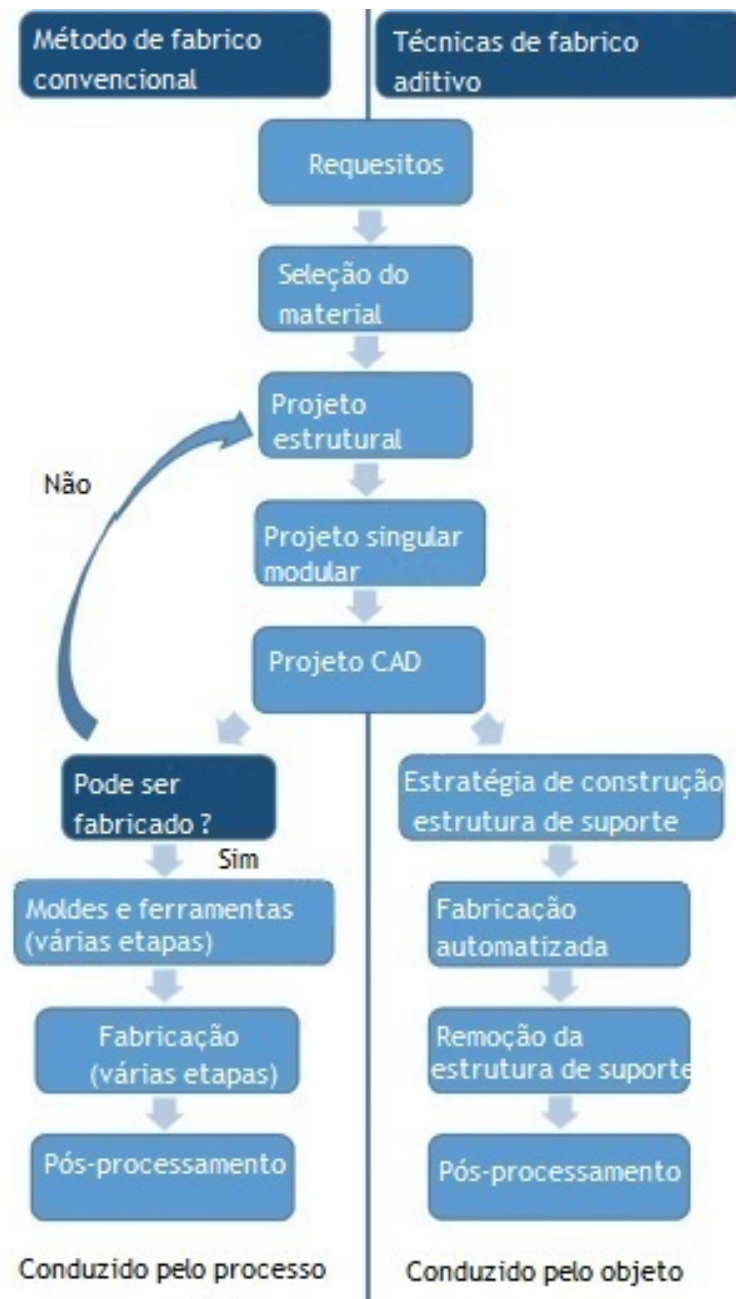 Método de fabrico
convencional
Técnicas de fabrico
aditivo
Requesitos
Seleção do
material
Projeto
estrutural
Não
Projeto singular
modular
Projeto CAD
Pode ser
fabricado ?
Sim
Moldes e ferramentas
(várias etapas)
Fabricação
(várias etapas)
Pós-processamento
Conduzido pelo processo
Estratégia de construção
estrutura de suporte
Fabricação
automatizada
Remoção da
estrutura de suporte
Pós-processamento
Conduzido pelo objeto